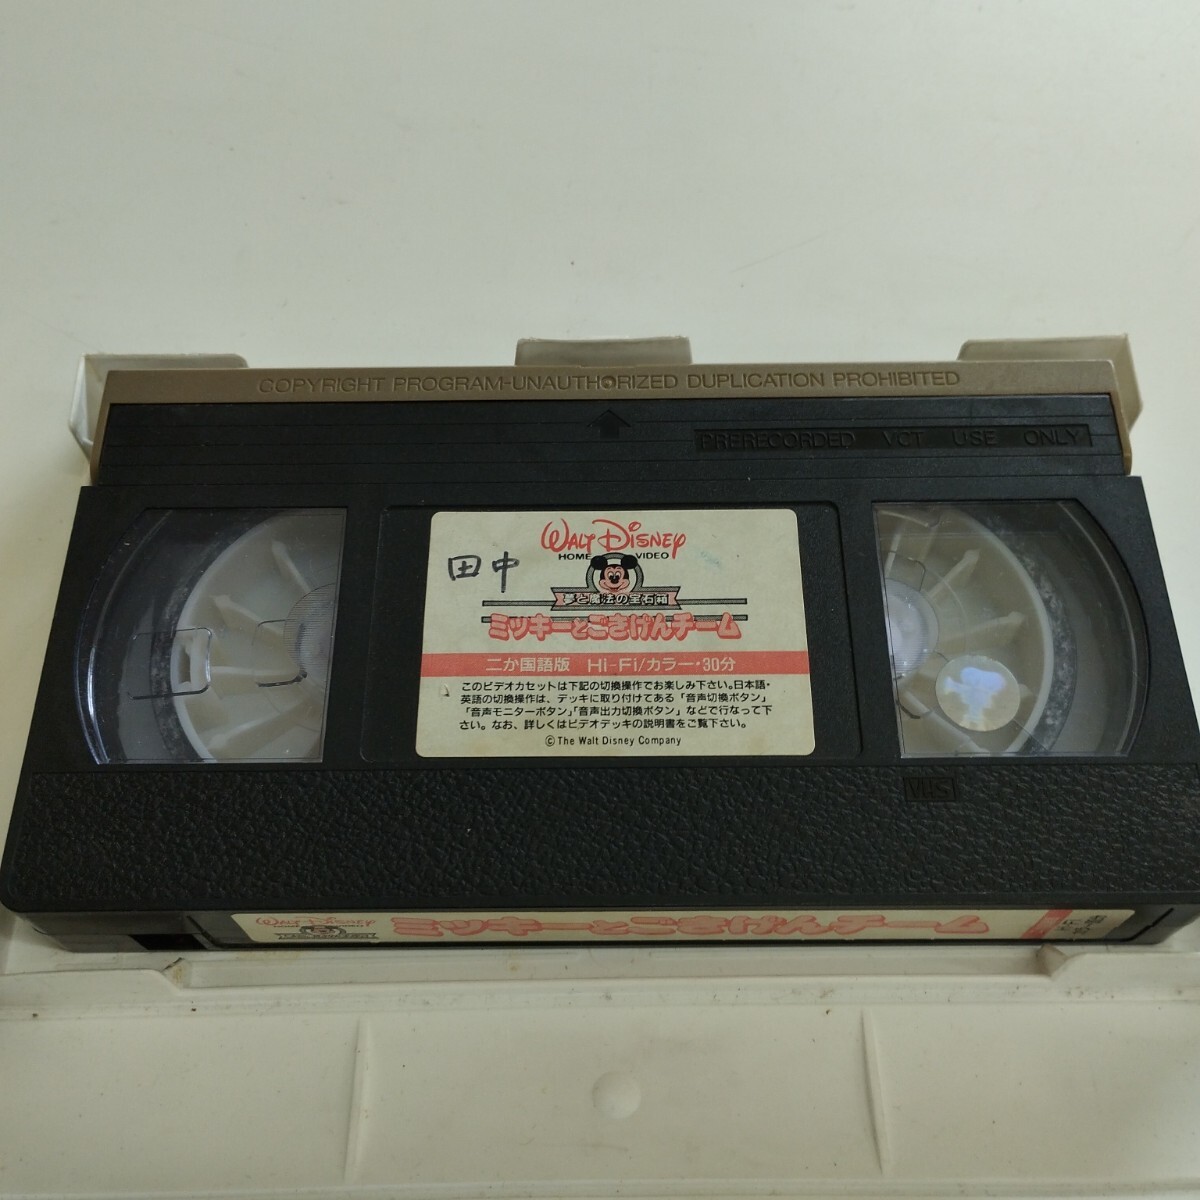 COPYRIGHT PROGRAM-UNAUTHORIZED DUPLICATION PROHIBITED
PRERECORDED VCT USE ONLY
WALT DISNEY
HOME VIDEO
田中
夢と魔法の宝石箱
ミッキーとごきげんチーム
二か国語版 Hi-Fi/カラー・30分
このビデオカセットは下記の切換操作でお楽しみ下さい。日本語・
英語の切換操作は、デッキに取り付けてある「音声切換ボタン」
「音声モニターボタン」「音声出力切換ボタン」などで行なって下
さい。なお、詳しくはビデオデッキの説明書をご覧下さい。
© The Walt Disney Company
VHS
WALT DISNEY
ミッキーとごきげんチーム